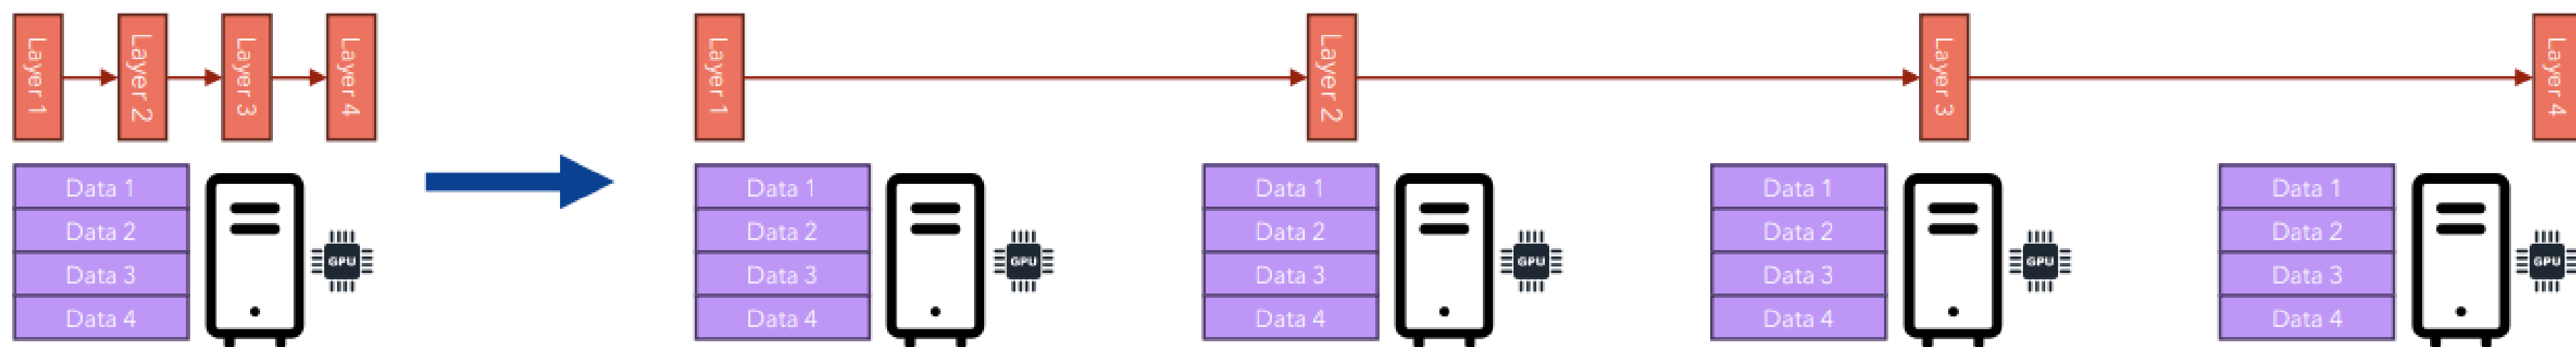 Layer 1
Layer 2
Layer 3
Layer 4
Data 1
Data 2
Data 3
Data 4
GPU
Layer 1
Layer 2
Layer 3
Layer 4
Data 1
Data 2
Data 3
Data 4
GPU
Data 1
Data 2
Data 3
Data 4
GPU
Data 1
Data 2
Data 3
Data 4
GPU
Data 1
Data 2
Data 3
Data 4
GPU